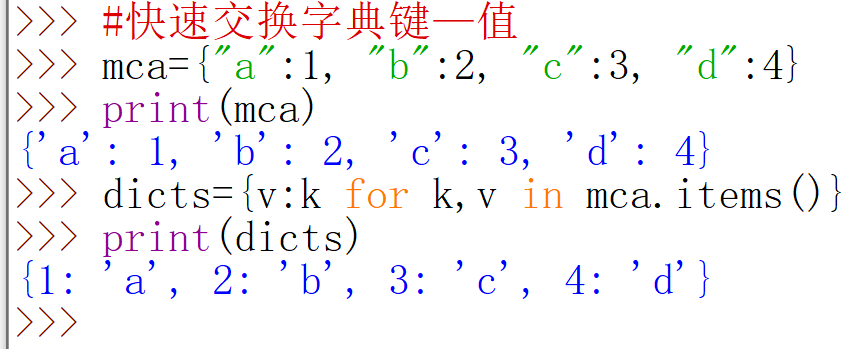 >>> #快速交换字典键—值
>>> mca={"a":1, "b":2, "c":3, "d":4}
>>> print(mca)
{'a': 1, 'b': 2, 'c': 3, 'd': 4}
>>> dicts={v:k for k,v in mca.items()}
>>> print(dicts)
{1: 'a', 2: 'b', 3: 'c', 4: 'd'}
>>>